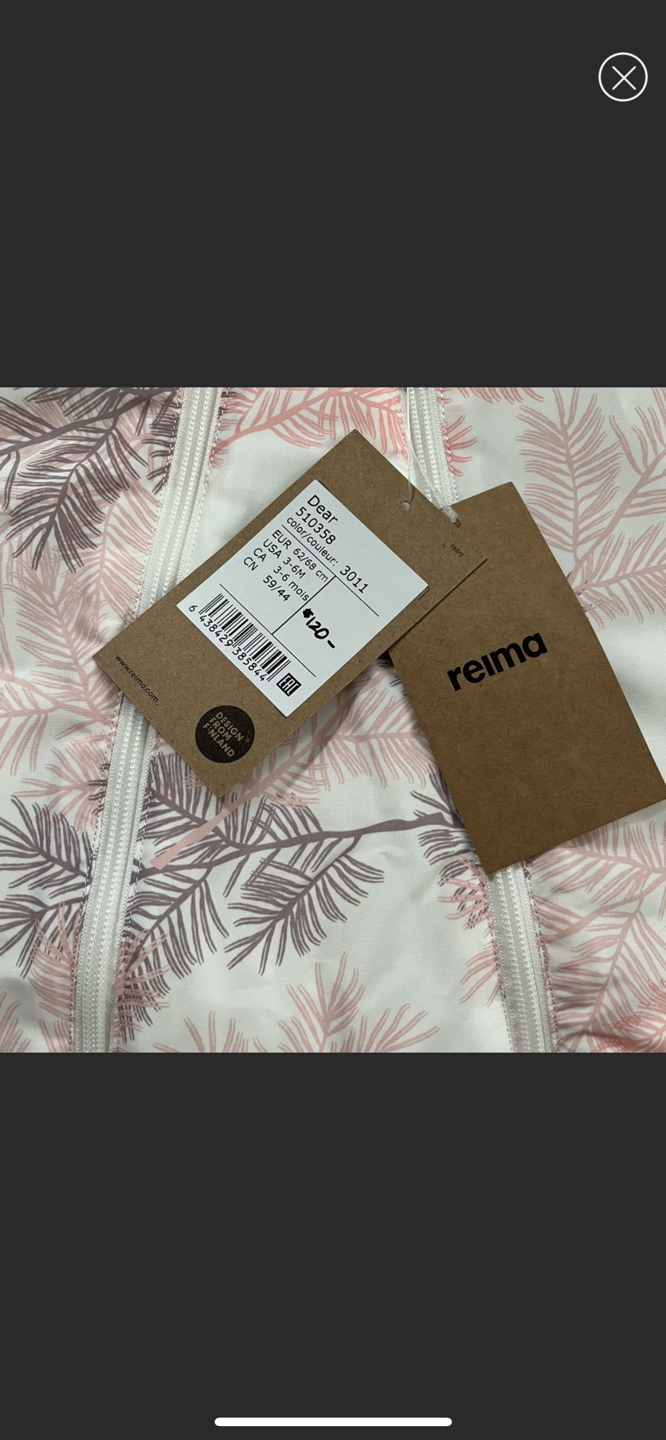 Dear
510358
color/couleur: 3011
EUR 62/68 cm
USA 3-6M
CA 3-6 mois
CN 59/44
$120-
6 438429 385844
EAC
www.reima.com
DESIGN
FROM
FINLAND
reima